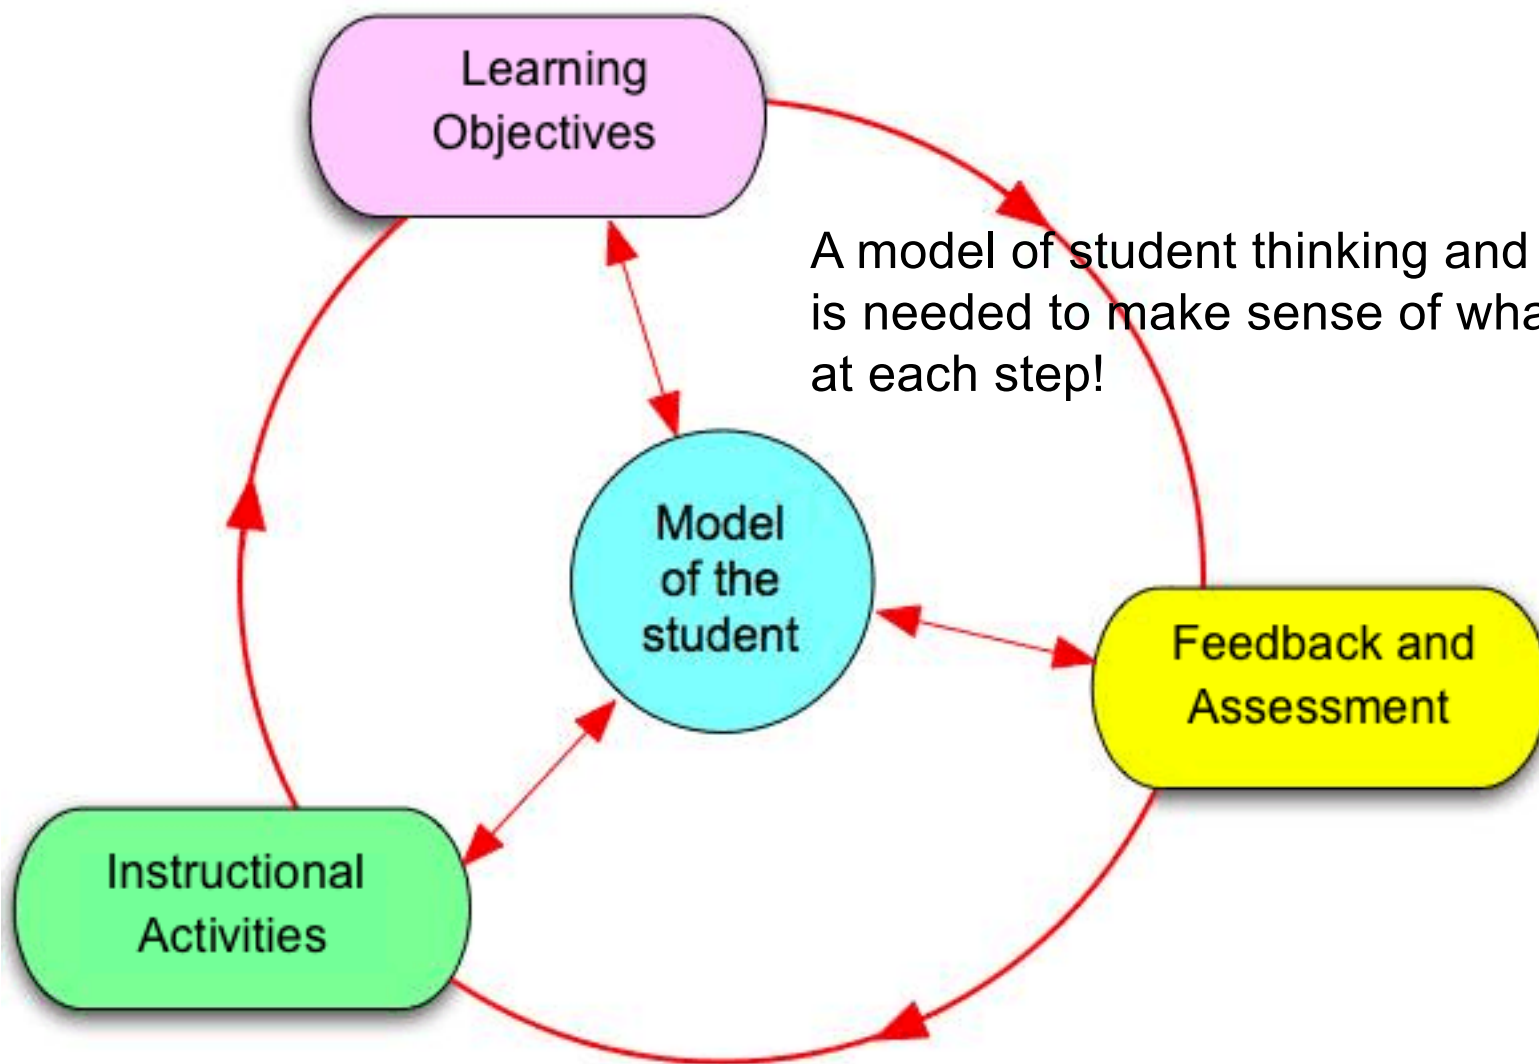 Learning
Objectives
A model of student thinking and
is needed to make sense of
at each step!
Model
of the
student
Feedback and
Assessment
Instructional
Activities